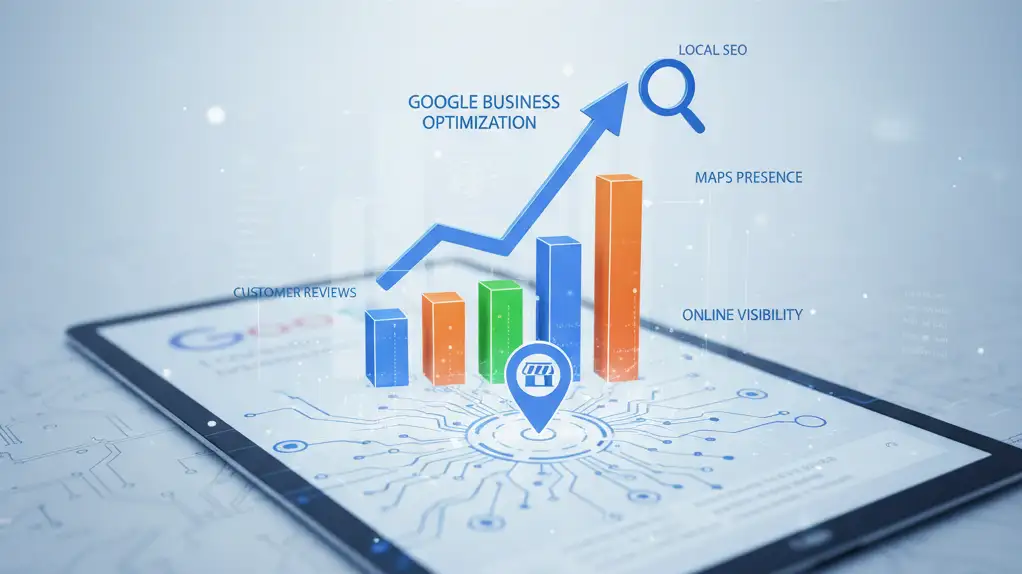 LOCAL SEO
GOOGLE BUSINESS
OPTIMIZATION
MAPS PRESENCE
CUSTOMER REVIEWS
ONLINE VISIBILITY